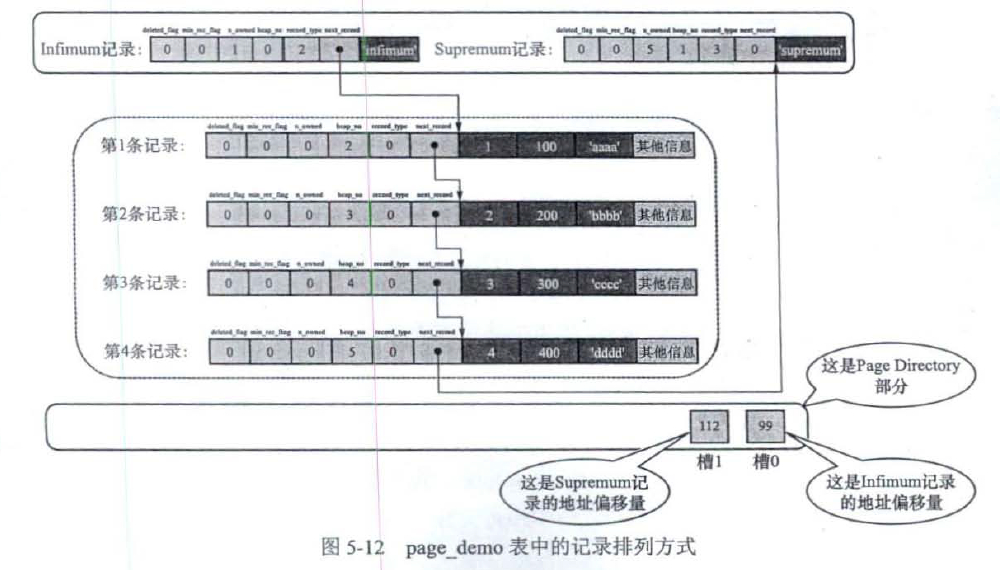 deleted_flag min_rec_flag n_owned heap_no record_type next_record
Infimum记录: 0 0 1 0 2 'infimum'
deleted_flag min_rec_flag n_owned heap_no record_type next_record
Supremum记录: 0 0 5 1 3 0 'supremum'
deleted_flag min_rec_flag n_owned heap_no record_type next_record
第1条记录: 0 0 0 2 0 1 100 'aaaa' 其他信息
deleted_flag min_rec_flag n_owned heap_no record_type next_record
第2条记录: 0 0 0 3 0 2 200 'bbbb' 其他信息
deleted_flag min_rec_flag n_owned heap_no record_type next_record
第3条记录: 0 0 0 4 0 3 300 'cccc' 其他信息
deleted_flag min_rec_flag n_owned heap_no record_type next_record
第4条记录: 0 0 0 5 0 4 400 'dddd' 其他信息
这是Page Directory
部分
112 99
槽1 槽0
这是Supremum记
录的地址偏移量
这是Infimum记录
的地址偏移量
图 5-12 page_demo 表中的记录排列方式